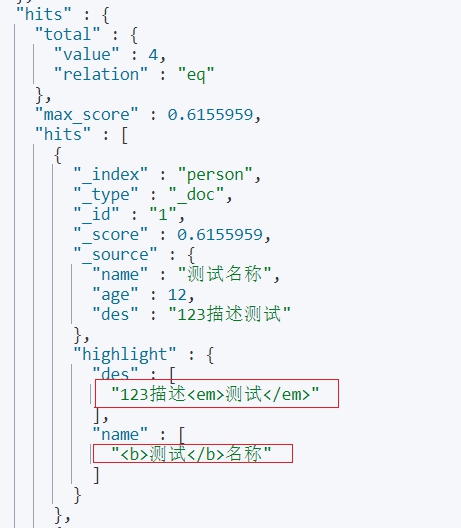 "hits" : {
"total" : {
"value" : 4,
"relation" : "eq"
},
"max_score" : 0.6155959,
"hits" : [
{
"_index" : "person",
"_type" : "_doc",
"_id" : "1",
"_score" : 0.6155959,
"_source" : {
"name" : "测试名称",
"age" : 12,
"des" : "123描述测试"
},
"highlight" : {
"des" : [
"123描述<em>测试</em>"
],
"name" : [
"<b>测试</b>名称"
]
}
},